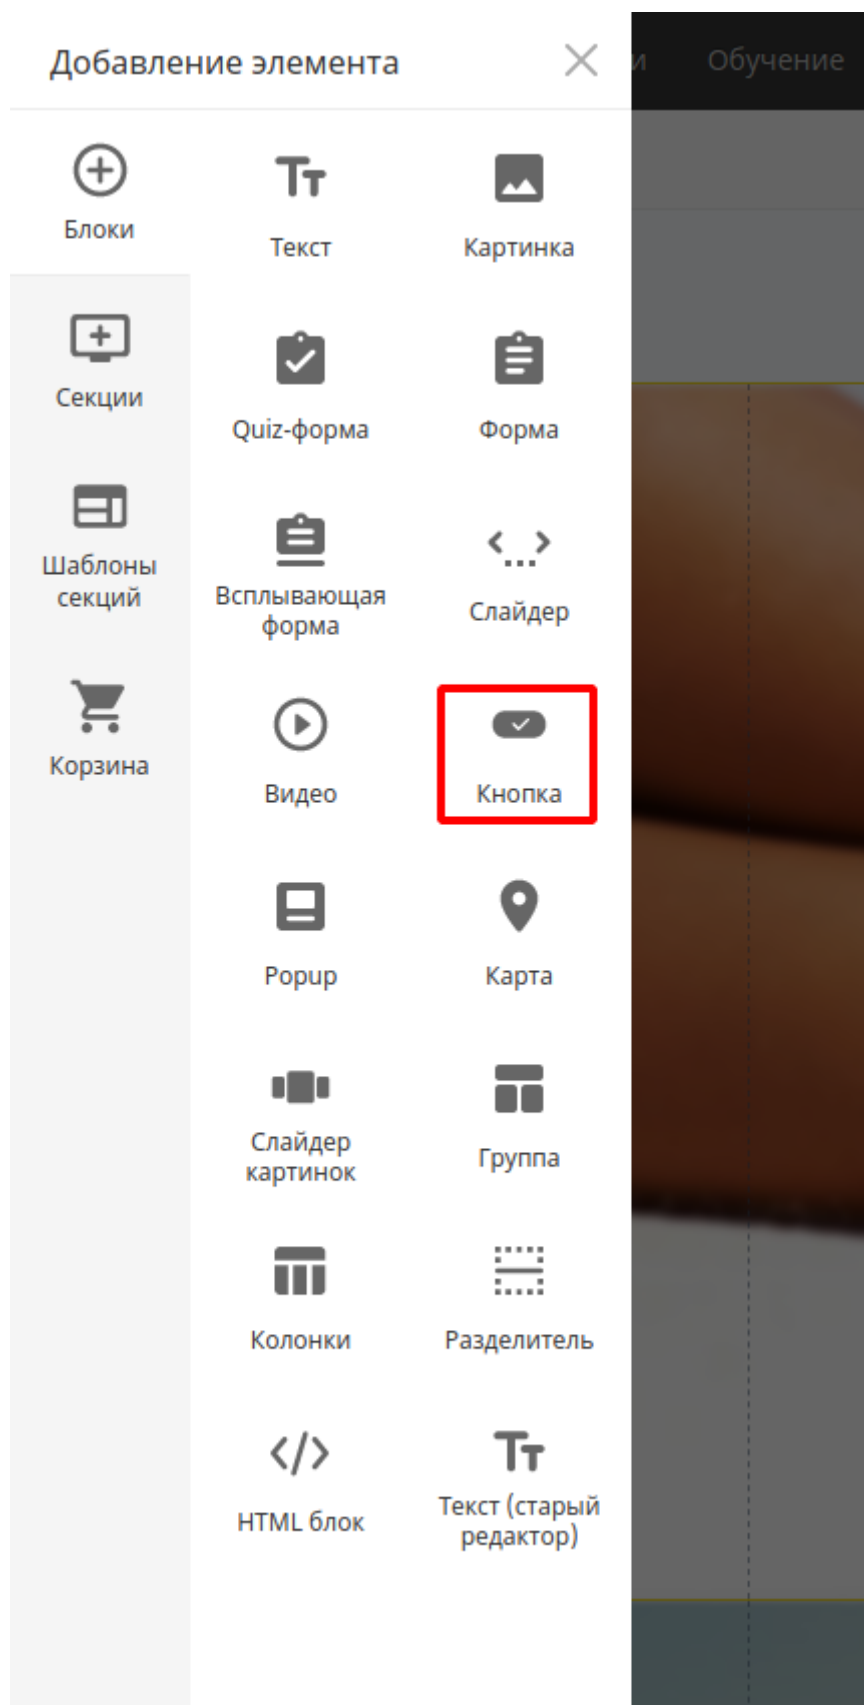 Добавление элемента
Обучение
Блоки
Секции
Шаблоны
секций
Корзина
Текст
Картинка
Quiz-форма
Форма
Всплывающая
форма
Слайдер
Видео
Кнопка
Popup
Карта
Слайдер
картинок
Группа
Колонки
Разделитель
HTML блок
Текст (старый
редактор)